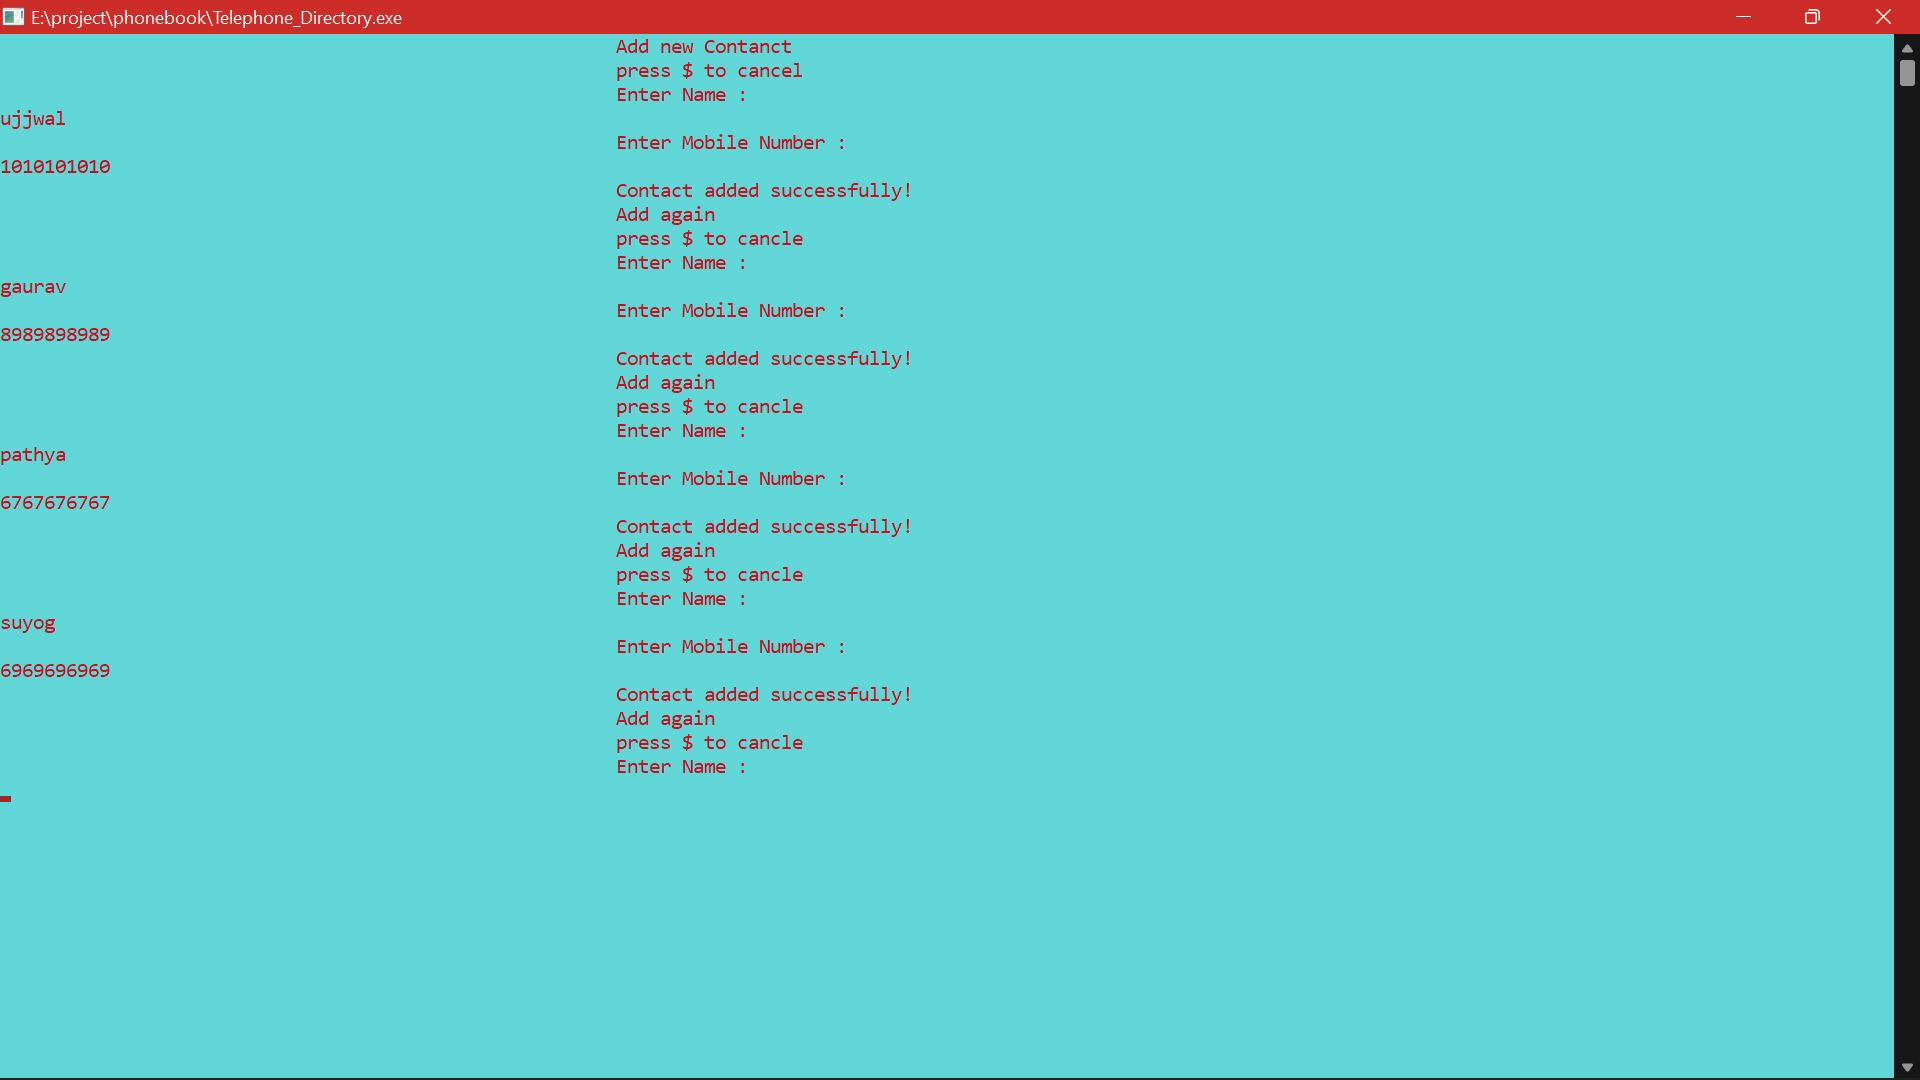 E:\project\phonebook\Telephone_Directory.exe
Add new Contanct
press $ to cancel
Enter Name :
ujjwal
Enter Mobile Number :
1010101010
Contact added successfully!
Add again
press $ to cancle
Enter Name :
gaurav
Enter Mobile Number :
8989898989
Contact added successfully!
Add again
press $ to cancle
Enter Name :
pathya
Enter Mobile Number :
6767676767
Contact added successfully!
Add again
press $ to cancle
Enter Name :
suyog
Enter Mobile Number :
6969696969
Contact added successfully!
Add again
press $ to cancle
Enter Name :